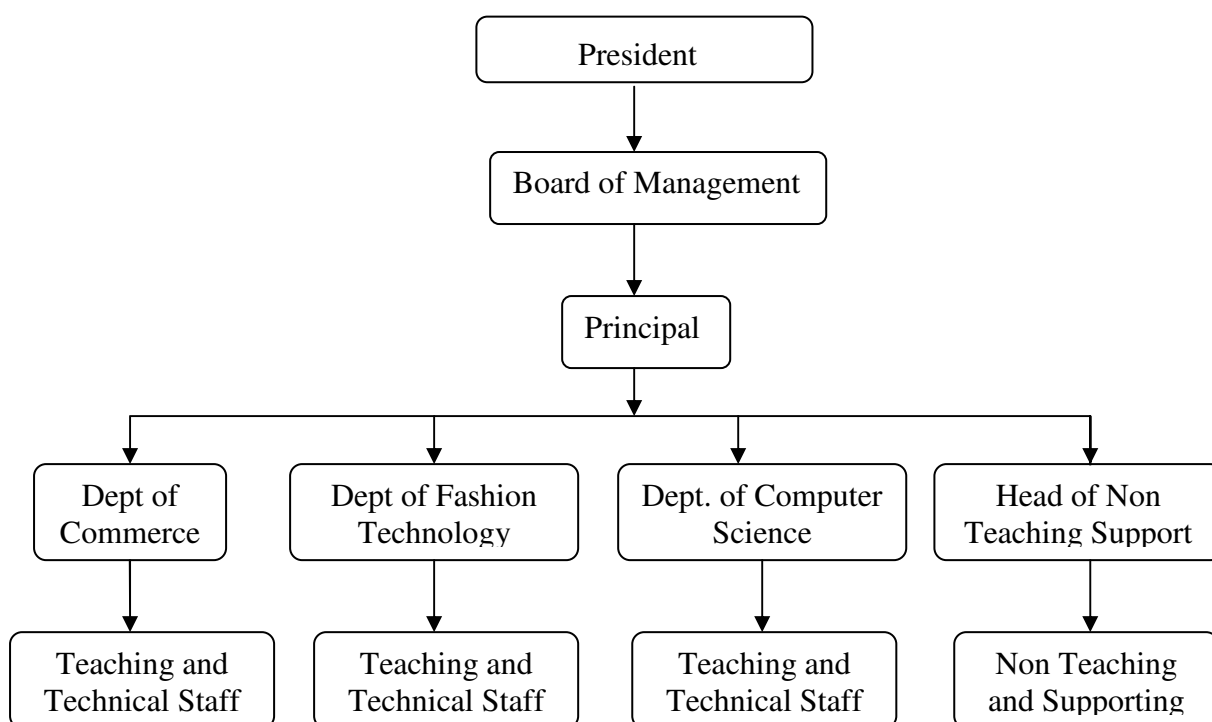 President
Board of Management
Principal
Dept of
Commerce
Dept of Fashion
Technology
Dept. of Computer
Science
Head of Non
Teaching Support
Teaching and
Technical Staff
Teaching and
Technical Staff
Teaching and
Technical Staff
Non Teaching
and Supporting